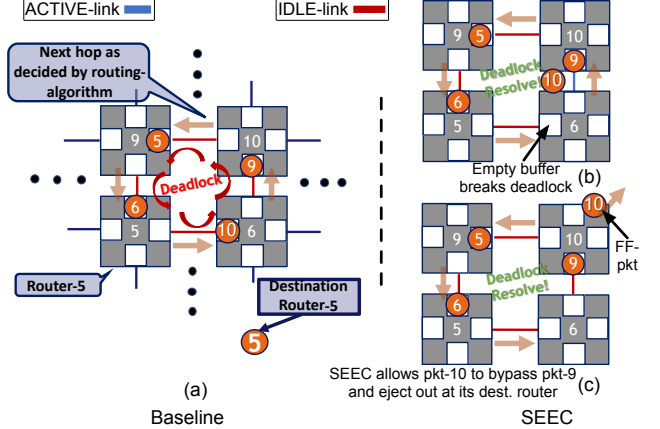 ACTIVE-link
IDLE-link
Next hop as
decided by routing-
algorithm
9
5
10
9
Deadlock
6
5
10
6
Router-5
Destination
Router-5
5
(a)
Baseline
9
5
10
9
Deadlock
Resolve!
10
6
5
6
Empty buffer
breaks deadlock
(b)
10
FF-
pkt
9
5
10
9
Deadlock
Resolve!
6
5
6
SEEC allows pkt-10 to bypass pkt-9
and eject out at its dest. router
(c)
SEEC